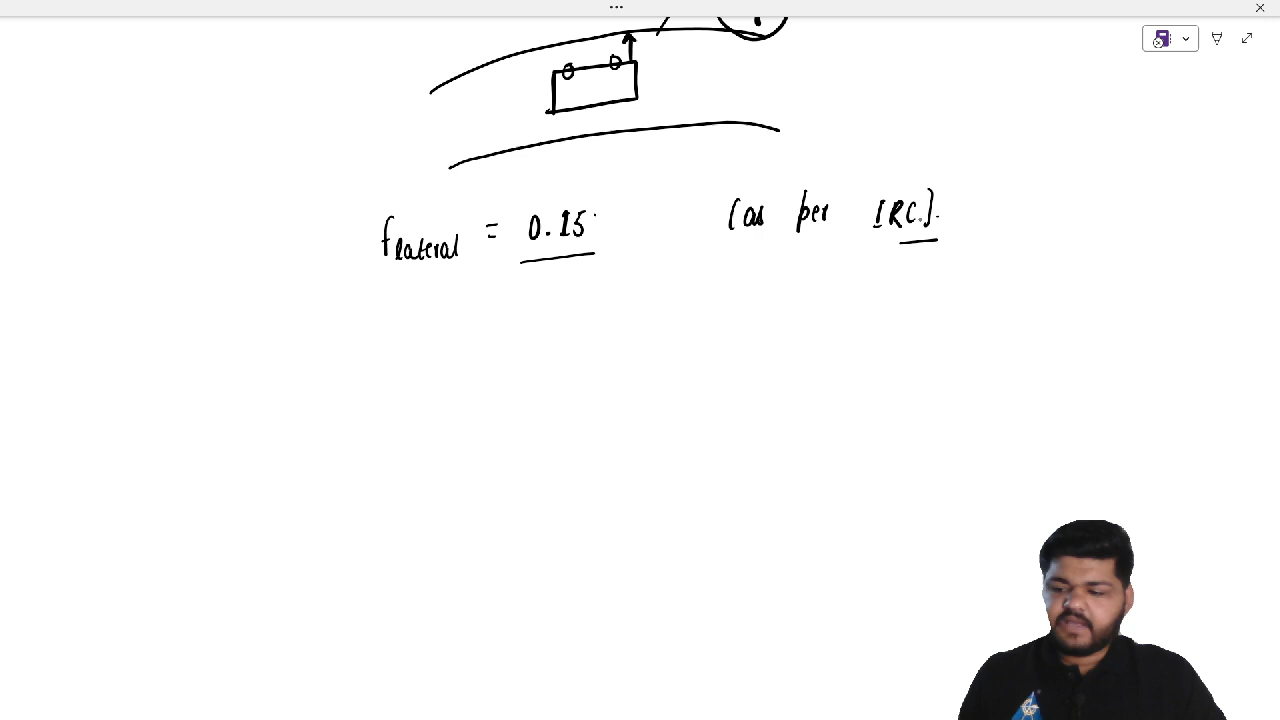 flateral = 0.15 (as per IRC).